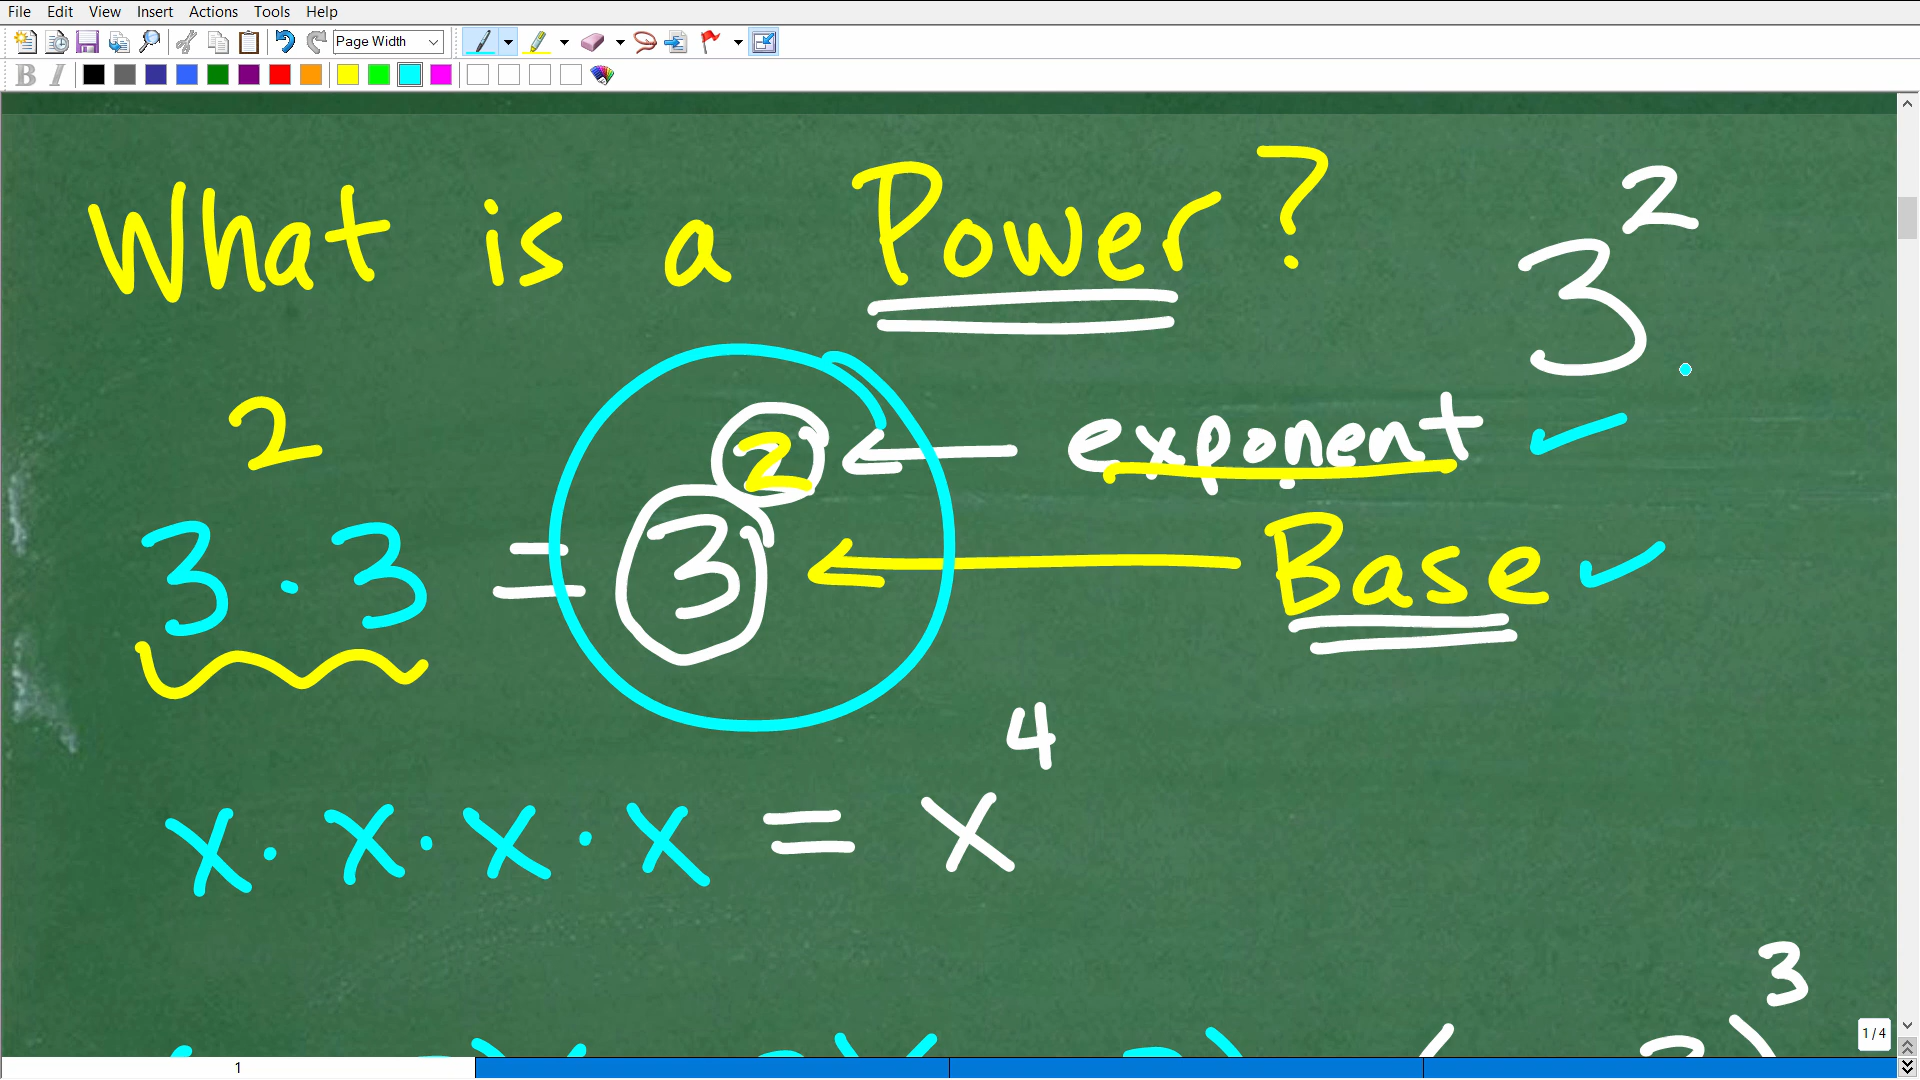 File Edit View Insert Actions Tools Help
Page Width
B I
What is a Power?
3²
2
3 · 3 = 3² ← exponent ✓
← Base ✓
x · x · x · x = x⁴
3
1 / 4
1